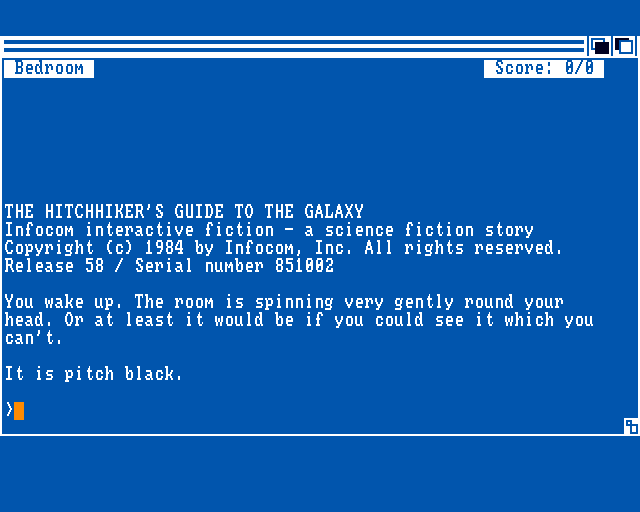 Bedroom
Score: 0/0
THE HITCHHIKER'S GUIDE TO THE GALAXY
Infocom interactive fiction - a science fiction story
Copyright (c) 1984 by Infocom, Inc. All rights reserved.
Release 58 / Serial number 851002
You wake up. The room is spinning very gently round your
head. Or at least it would be if you could see it which you
can't.
It is pitch black.
>